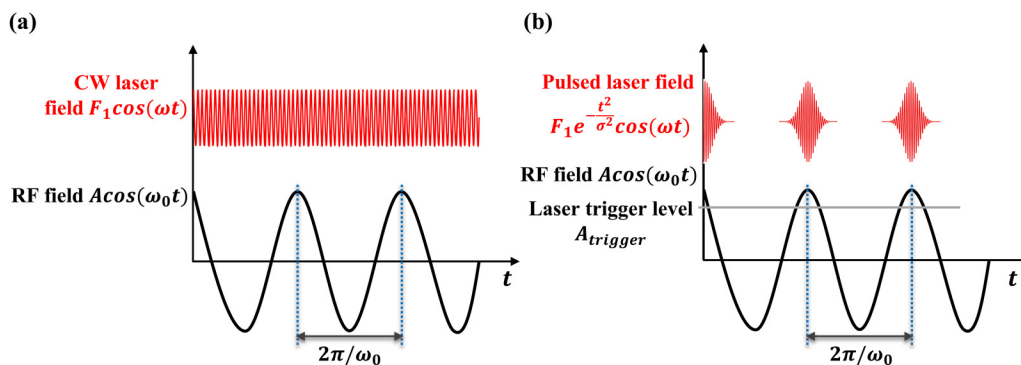 (a)
CW laser
field F₁cos(ωt)
RF field Acos(ω₀t)
t
2π/ω₀
(b)
Pulsed laser field
F₁e^(-t²/σ²)cos(ωt)
RF field Acos(ω₀t)
Laser trigger level
A_trigger
t
2π/ω₀